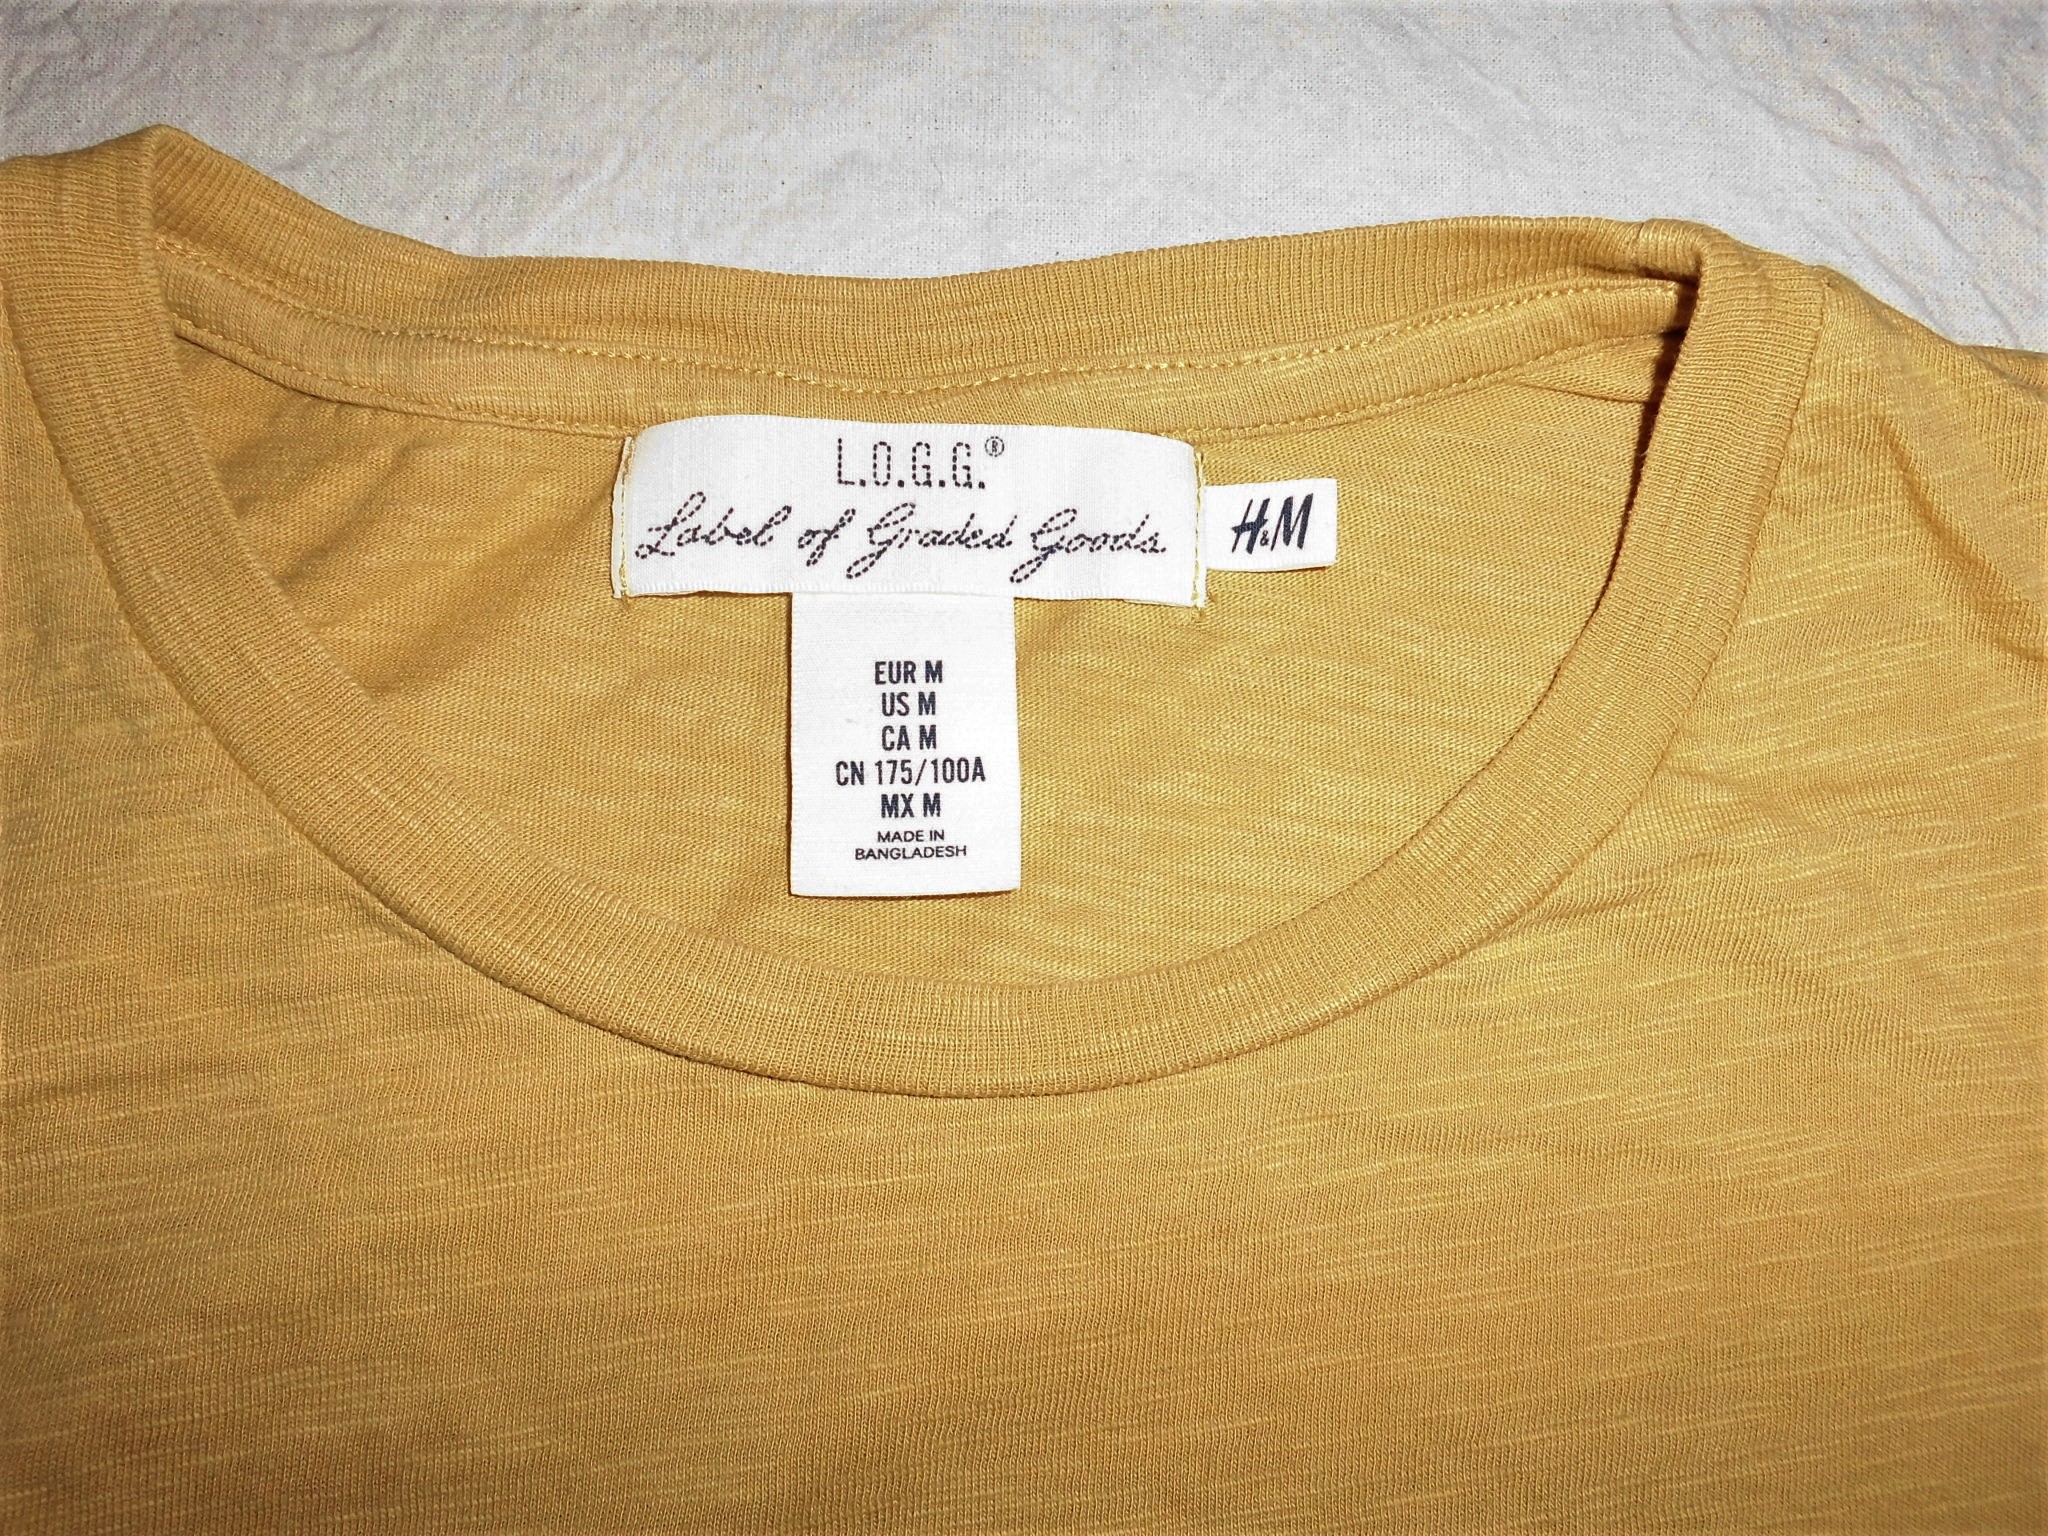 L.O.G.G.®
Label of Graded Goods
H&M
EUR M
US M
CA M
CN 175/100A
MX M
MADE IN
BANGLADESH